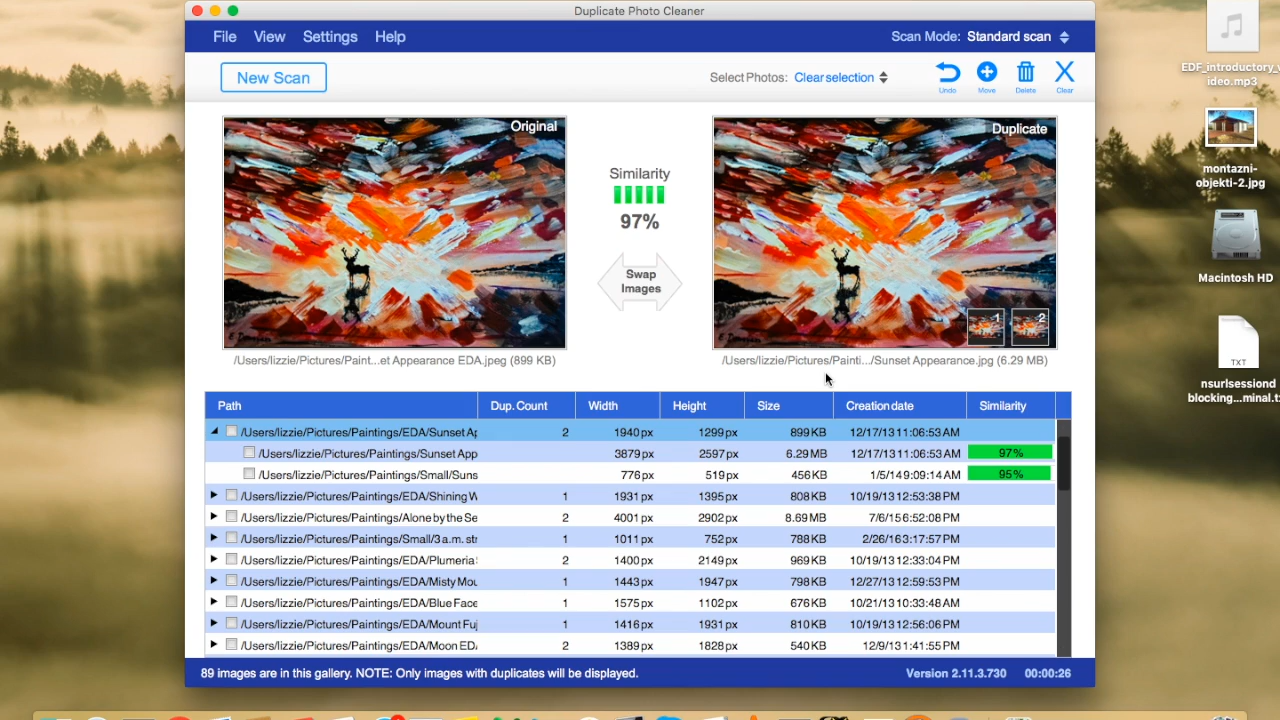 Duplicate Photo Cleaner
File View Settings Help Scan Mode: Standard scan
New Scan
Select Photos: Clear selection
Undo Move Delete Clear
Original
Duplicate
Similarity
97%
Swap
Images
1 2
/Users/lizzie/Pictures/Paint...et Appearance EDA.jpeg (899 KB)
/Users/lizzie/Pictures/Painti.../Sunset Appearance.jpg (6.29 MB)
Path Dup. Count Width Height Size Creation date Similarity
/Users/lizzie/Pictures/Paintings/EDA/Sunset Ap 2 1940 px 1299 px 899 KB 12/17/13 11:06:53 AM
/Users/lizzie/Pictures/Paintings/Sunset App 3879 px 2597 px 6.29 MB 12/17/13 11:06:53 AM 97%
/Users/lizzie/Pictures/Paintings/Small/Suns 776 px 519 px 456 KB 1/5/14 9:09:14 AM 95%
/Users/lizzie/Pictures/Paintings/EDA/Shining W 1 1931 px 1395 px 808 KB 10/19/13 12:53:38 PM
/Users/lizzie/Pictures/Paintings/Alone by the Se 2 4001 px 2902 px 8.69 MB 7/6/15 6:52:08 PM
/Users/lizzie/Pictures/Paintings/Small/3 a.m. str 1 1011 px 752 px 788 KB 2/26/16 3:17:57 PM
/Users/lizzie/Pictures/Paintings/EDA/Plumeria 2 1400 px 2149 px 969 KB 10/19/13 12:33:04 PM
/Users/lizzie/Pictures/Paintings/EDA/Misty Mou 1 1443 px 1947 px 798 KB 12/27/13 12:59:53 PM
/Users/lizzie/Pictures/Paintings/EDA/Blue Face 1 1575 px 1102 px 676 KB 10/21/13 10:33:48 AM
/Users/lizzie/Pictures/Paintings/EDA/Mount Fuj 1 1416 px 1931 px 810 KB 10/19/13 12:56:06 PM
/Users/lizzie/Pictures/Paintings/EDA/Moon EDA 2 1389 px 1828 px 540 KB 12/9/13 1:41:55 PM
89 images are in this gallery. NOTE: Only images with duplicates will be displayed. Version 2.11.3.730 00:00:26
EDF_introductory_v
ideo.mp3
montazni-
objekti-2.jpg
Macintosh HD
TXT
nsurlsessiond
blocking...minal.t